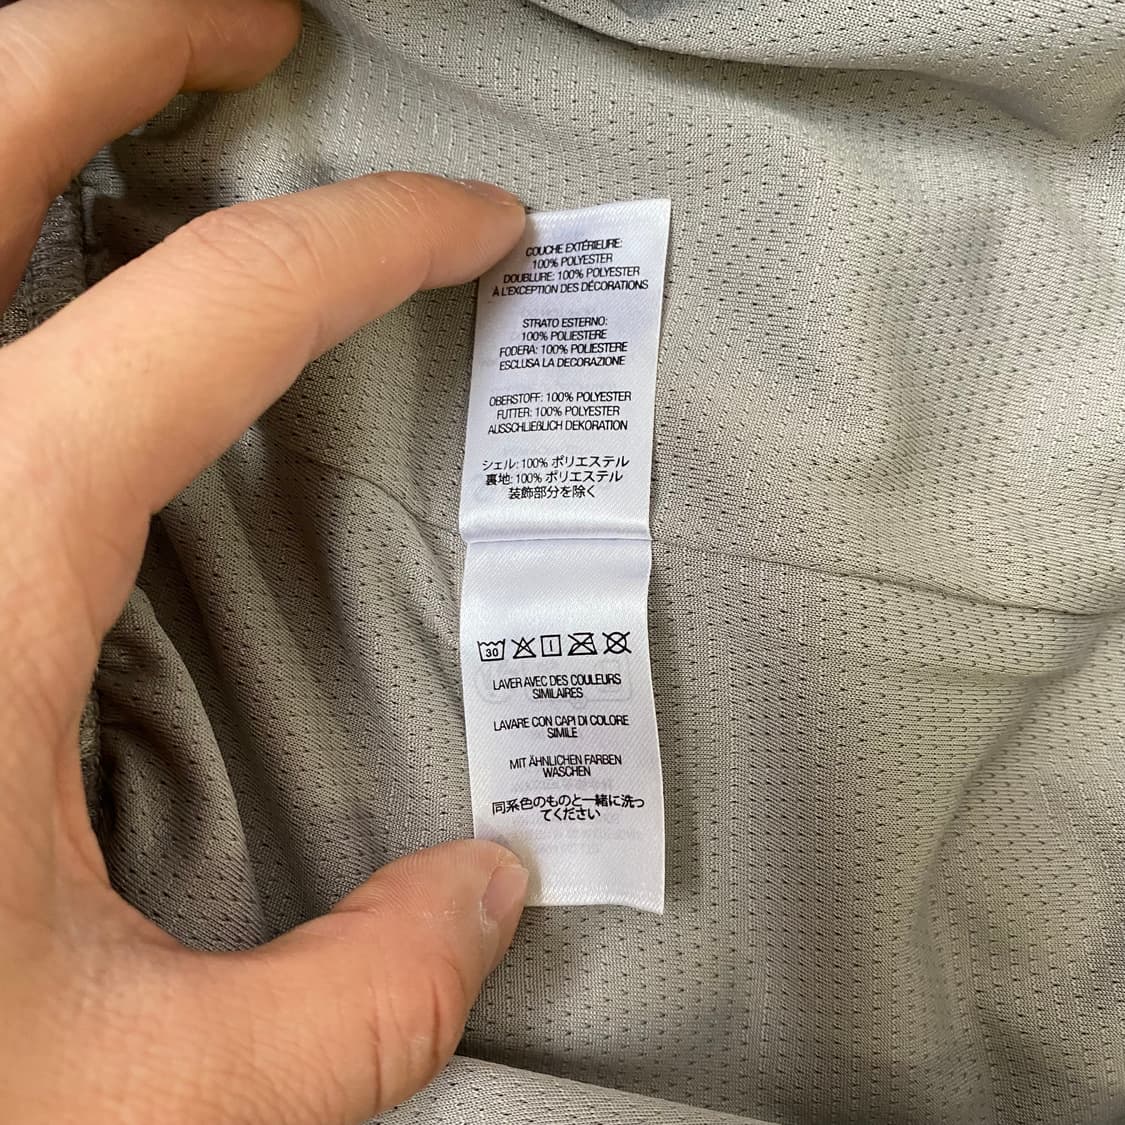 COUCHE EXTÉRIEURE:
100% POLYESTER
DOUBLURE: 100% POLYESTER
À L'EXCEPTION DES DÉCORATIONS
STRATO ESTERNO:
100% POLIESTERE
FODERA: 100% POLIESTERE
ESCLUSA LA DECORAZIONE
OBERSTOFF: 100% POLYESTER
FUTTER: 100% POLYESTER
AUSSCHLIEßLICH DEKORATION
シェル: 100% ポリエステル
裏地: 100% ポリエステル
装飾部分を除く
30
LAVER AVEC DES COULEURS
SIMILAIRES
LAVARE CON CAPI DI COLORE
SIMILE
MIT ÄHNLICHEN FARBEN
WASCHEN
同系色のものと一緒に洗っ
てください